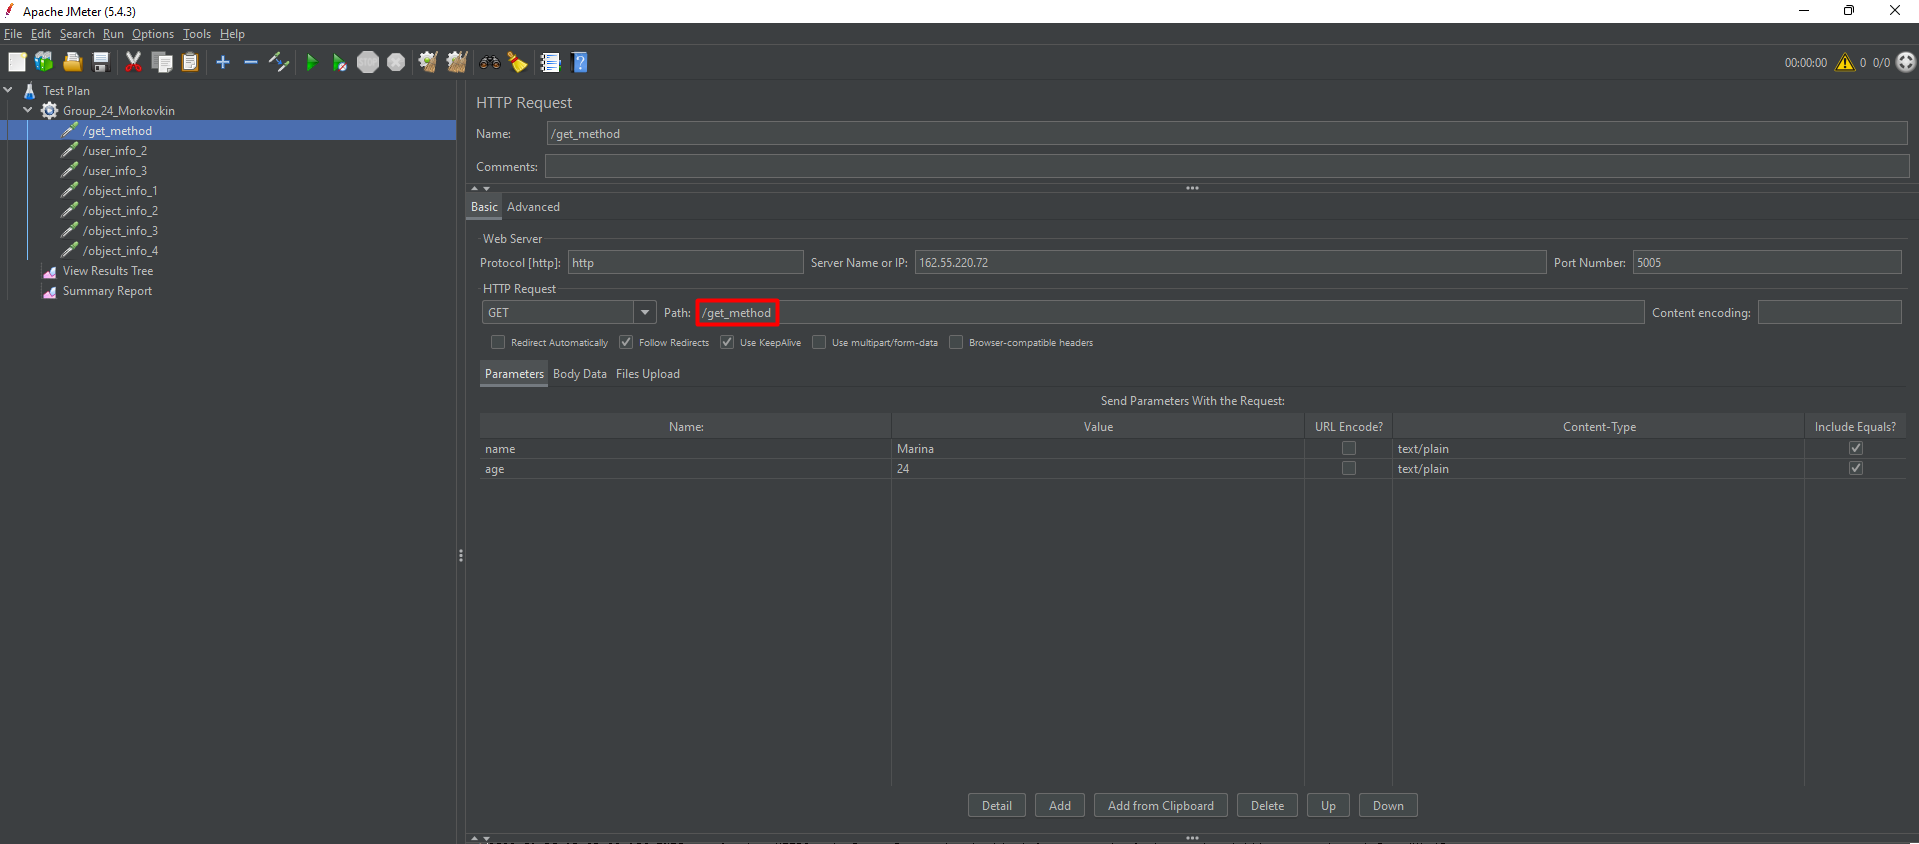 Apache JMeter (5.4.3)
File Edit Search Run Options Tools Help
STOP
00:00:00 0 0/0
Test Plan
Group_24_Morkovkin
/get_method
/user_info_2
/user_info_3
/object_info_1
/object_info_2
/object_info_3
/object_info_4
View Results Tree
Summary Report
HTTP Request
Name: /get_method
Comments:
Basic Advanced
Web Server
Protocol [http]: http Server Name or IP: 162.55.220.72 Port Number: 5005
HTTP Request
GET Path: /get_method Content encoding:
Redirect Automatically Follow Redirects Use KeepAlive Use multipart/form-data Browser-compatible headers
Parameters Body Data Files Upload
Send Parameters With the Request:
Name: Value URL Encode? Content-Type Include Equals?
name Marina text/plain
age 24 text/plain
Detail Add Add from Clipboard Delete Up Down